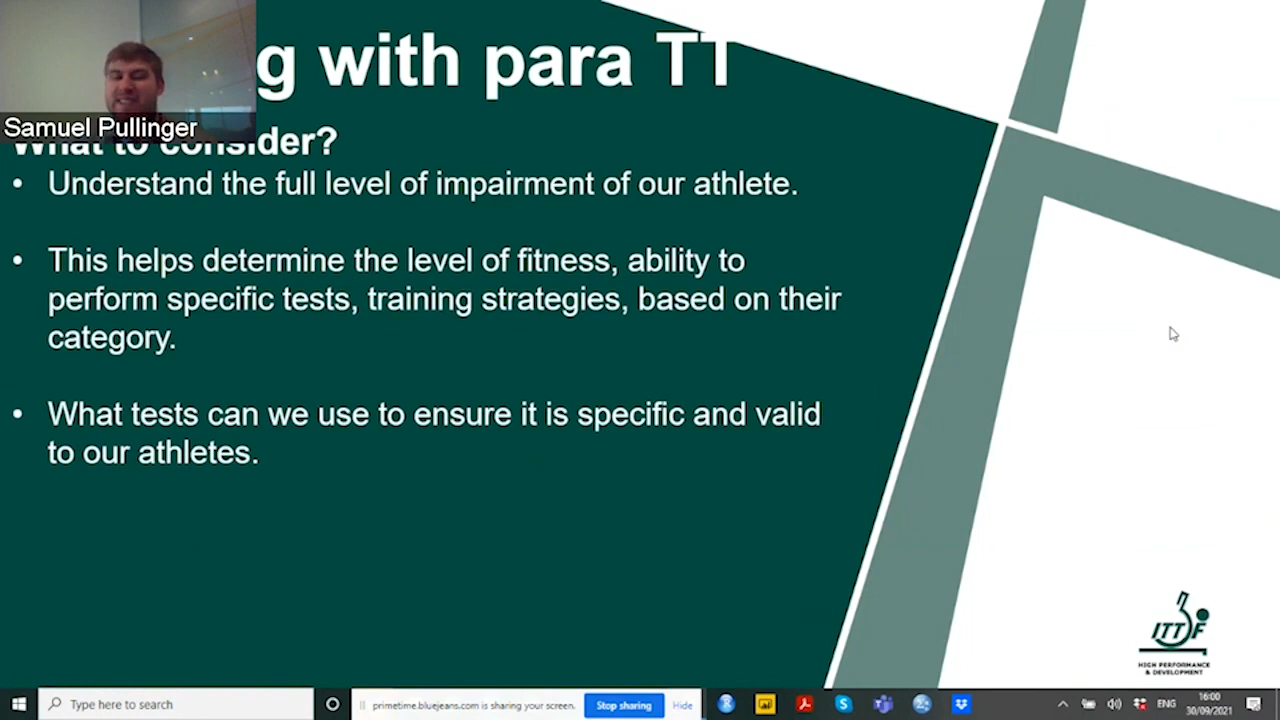 g with para TT
Samuel Pullinger
What to consider?
• Understand the full level of impairment of our athlete.
• This helps determine the level of fitness, ability to
perform specific tests, training strategies, based on their
category.
• What tests can we use to ensure it is specific and valid
to our athletes.
ITTF
HIGH PERFORMANCE
& DEVELOPMENT
Type here to search
primetime.bluejeans.com is sharing your screen.
Stop sharing
Hide
ENG
16:00
30/09/2021